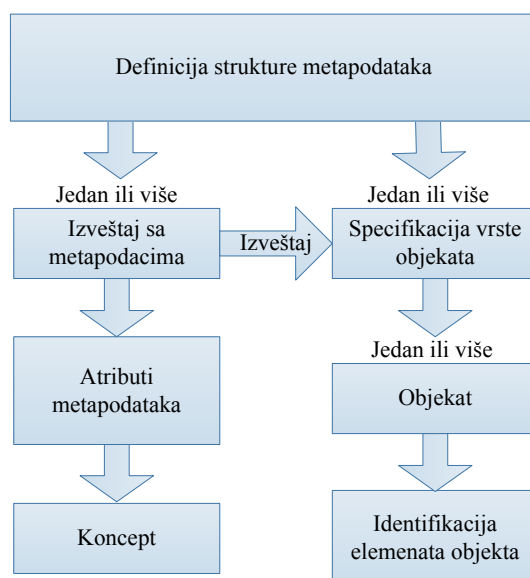 Definicija strukture metapodataka
Jedan ili više
Jedan ili više
Izveštaj sa
metapodacima
Izveštaj
Specifikacija vrste
objekata
Jedan ili više
Atributi
metapodataka
Objekat
Koncept
Identifikacija
elemenata objekta